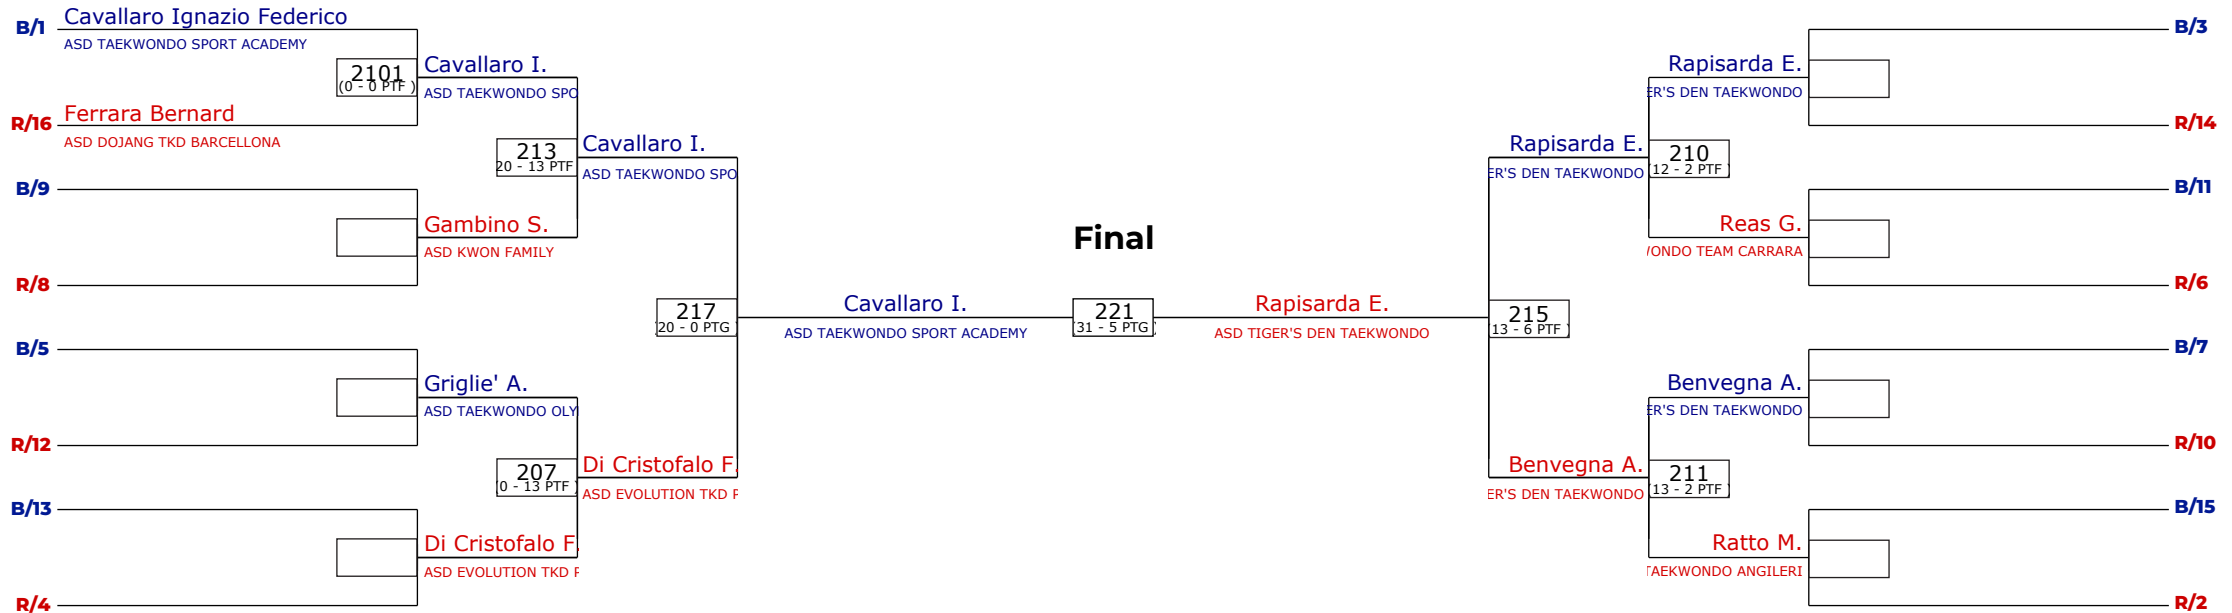 B/1 Cavallaro Ignazio Federico
ASD TAEKWONDO SPORT ACADEMY
2101
(0 - 0 PTF )
R/16 Ferrara Bernard
ASD DOJANG TKD BARCELLONA
Cavallaro I.
ASD TAEKWONDO SPO
213
20 - 13 PTF
B/9
Gambino S.
ASD KWON FAMILY
R/8
Cavallaro I.
ASD TAEKWONDO SPO
217
20 - 0 PTG
B/5
Griglie' A.
ASD TAEKWONDO OLY
R/12
207
0 - 13 PTF
Di Cristofalo F.
ASD EVOLUTION TKD
B/13
Di Cristofalo F.
ASD EVOLUTION TKD
R/4
Final
Cavallaro I.
ASD TAEKWONDO SPORT ACADEMY
221
(31 - 5 PTG )
Rapisarda E.
ASD TIGER'S DEN TAEKWONDO
215
(13 - 6 PTF )
Rapisarda E.
ER'S DEN TAEKWONDO
210
(12 - 2 PTF )
Benvegna A.
ER'S DEN TAEKWONDO
211
(13 - 2 PTF )
B/3
Rapisarda E.
ER'S DEN TAEKWONDO
R/14
B/11
Reas G.
ONDO TEAM CARRARA
R/6
B/7
Benvegna A.
ER'S DEN TAEKWONDO
R/10
B/15
Ratto M.
TAEKWONDO ANGILERI
R/2